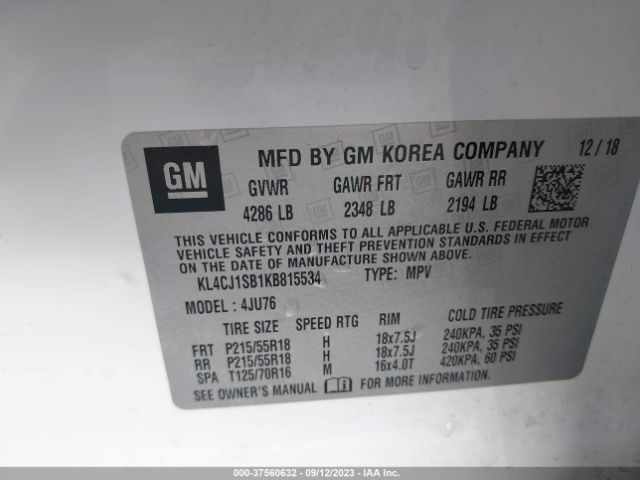 GM
MFD BY GM KOREA COMPANY 12/18
GVWR GAWR FRT GAWR RR
4286 LB 2348 LB 2194 LB
THIS VEHICLE CONFORMS TO ALL APPLICABLE U.S. FEDERAL MOTOR
VEHICLE SAFETY AND THEFT PREVENTION STANDARDS IN EFFECT
ON THE DATE OF MANUFACTURE SHOWN ABOVE.
KL4CJ1SB1KB815534 TYPE: MPV
MODEL: 4JU76
TIRE SIZE SPEED RTG RIM COLD TIRE PRESSURE
FRT P215/55R18 H 18x7.5J 240KPA, 35 PSI
RR P215/55R18 H 18x7.5J 240KPA, 35 PSI
SPA T125/70R16 M 16x4.0T 420KPA, 60 PSI
SEE OWNER'S MANUAL FOR MORE INFORMATION.
000-37560632 - 09/12/2023 - IAA Inc.